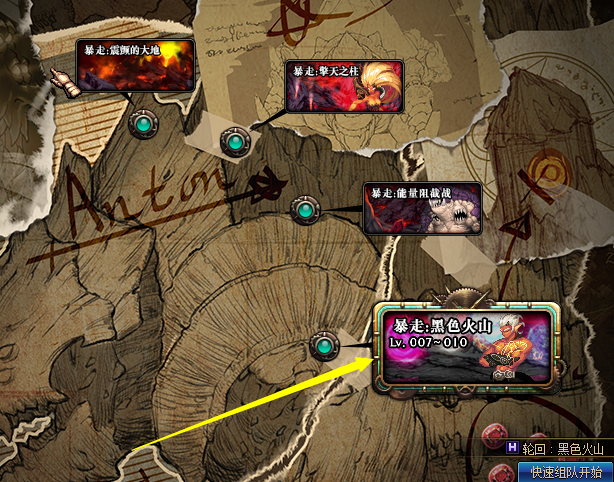 暴走:震颤的大地
暴走:擎天之柱
Anton
暴走:能量阻截战
暴走:黑色火山
Lv. 007~010
H 轮回：黑色火山
快速组队开始